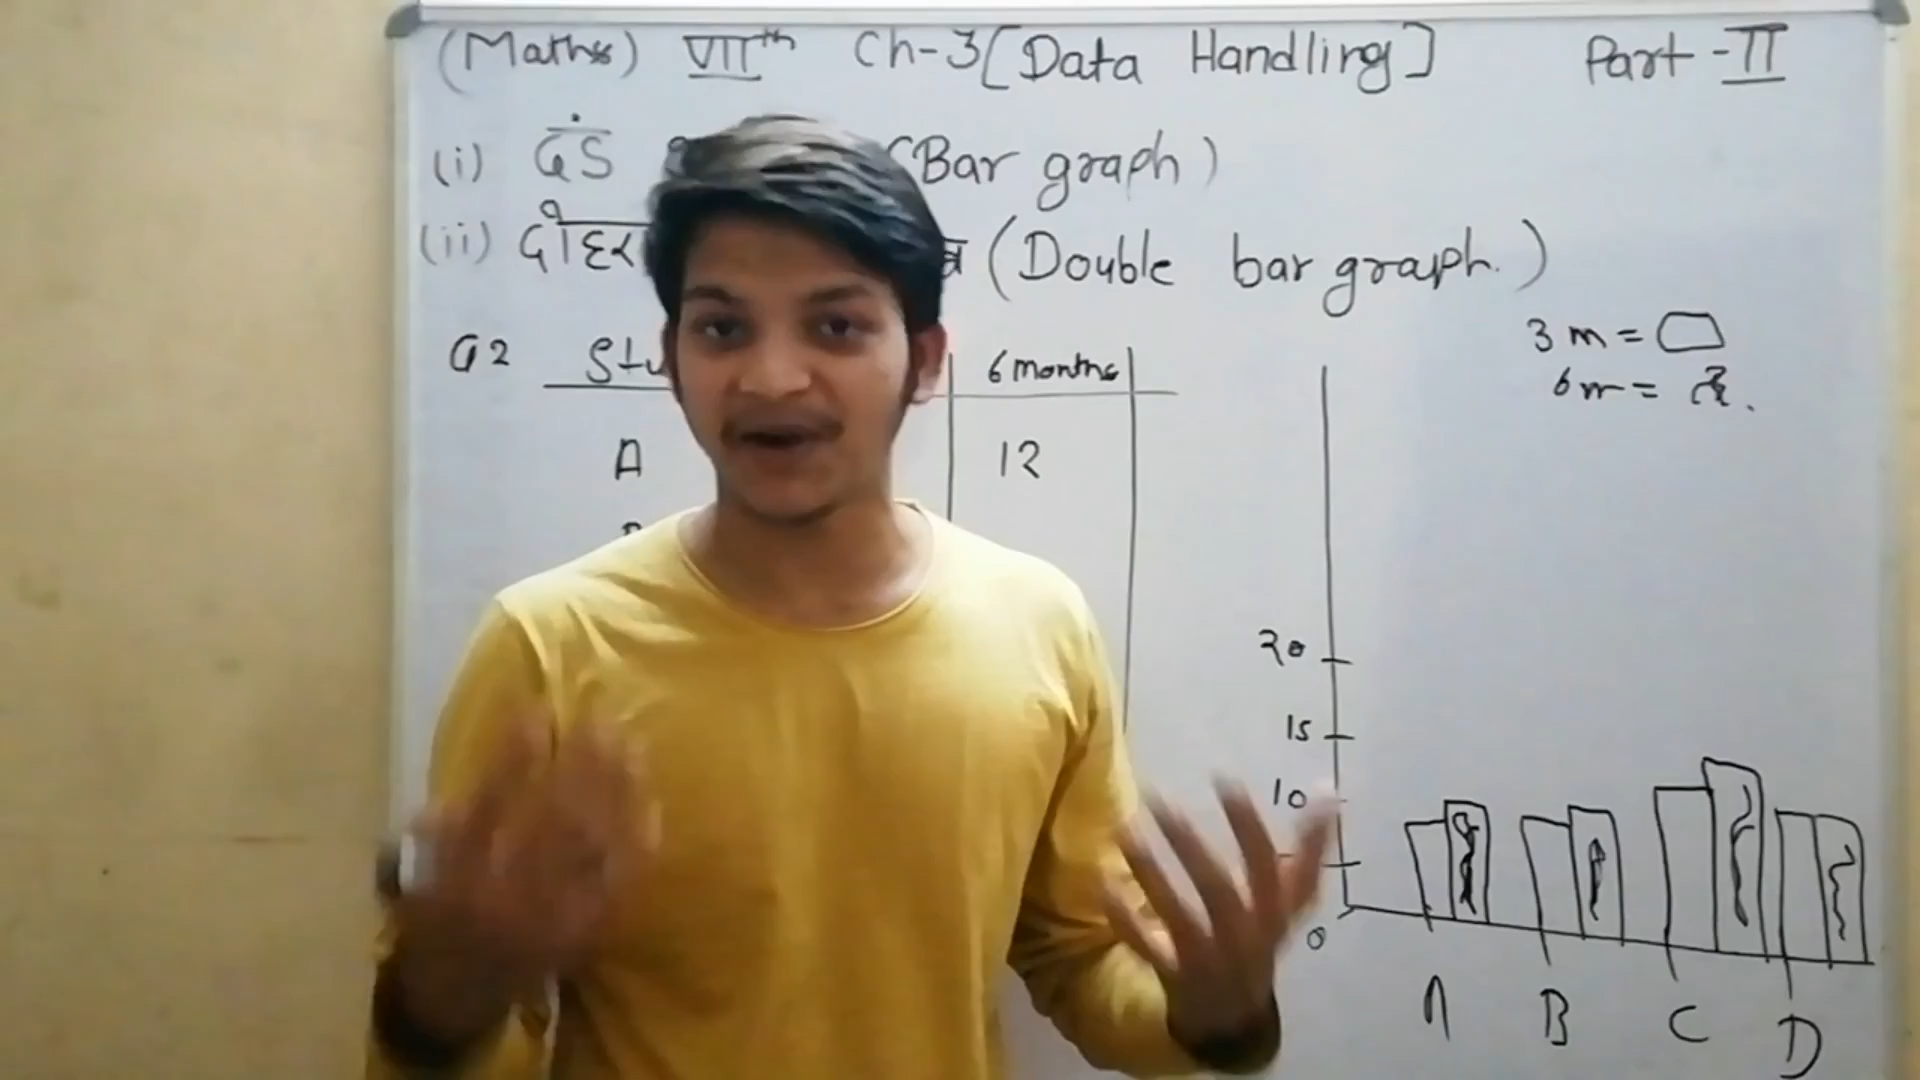 (Maths) VIIth Ch-3[Data Handling] Part-II
(i) दंड (Bar graph)
(ii) (Double bar graph.)
Q2
6 months
A 12
3 m =
6 m =
20
15
10
0
A B C D